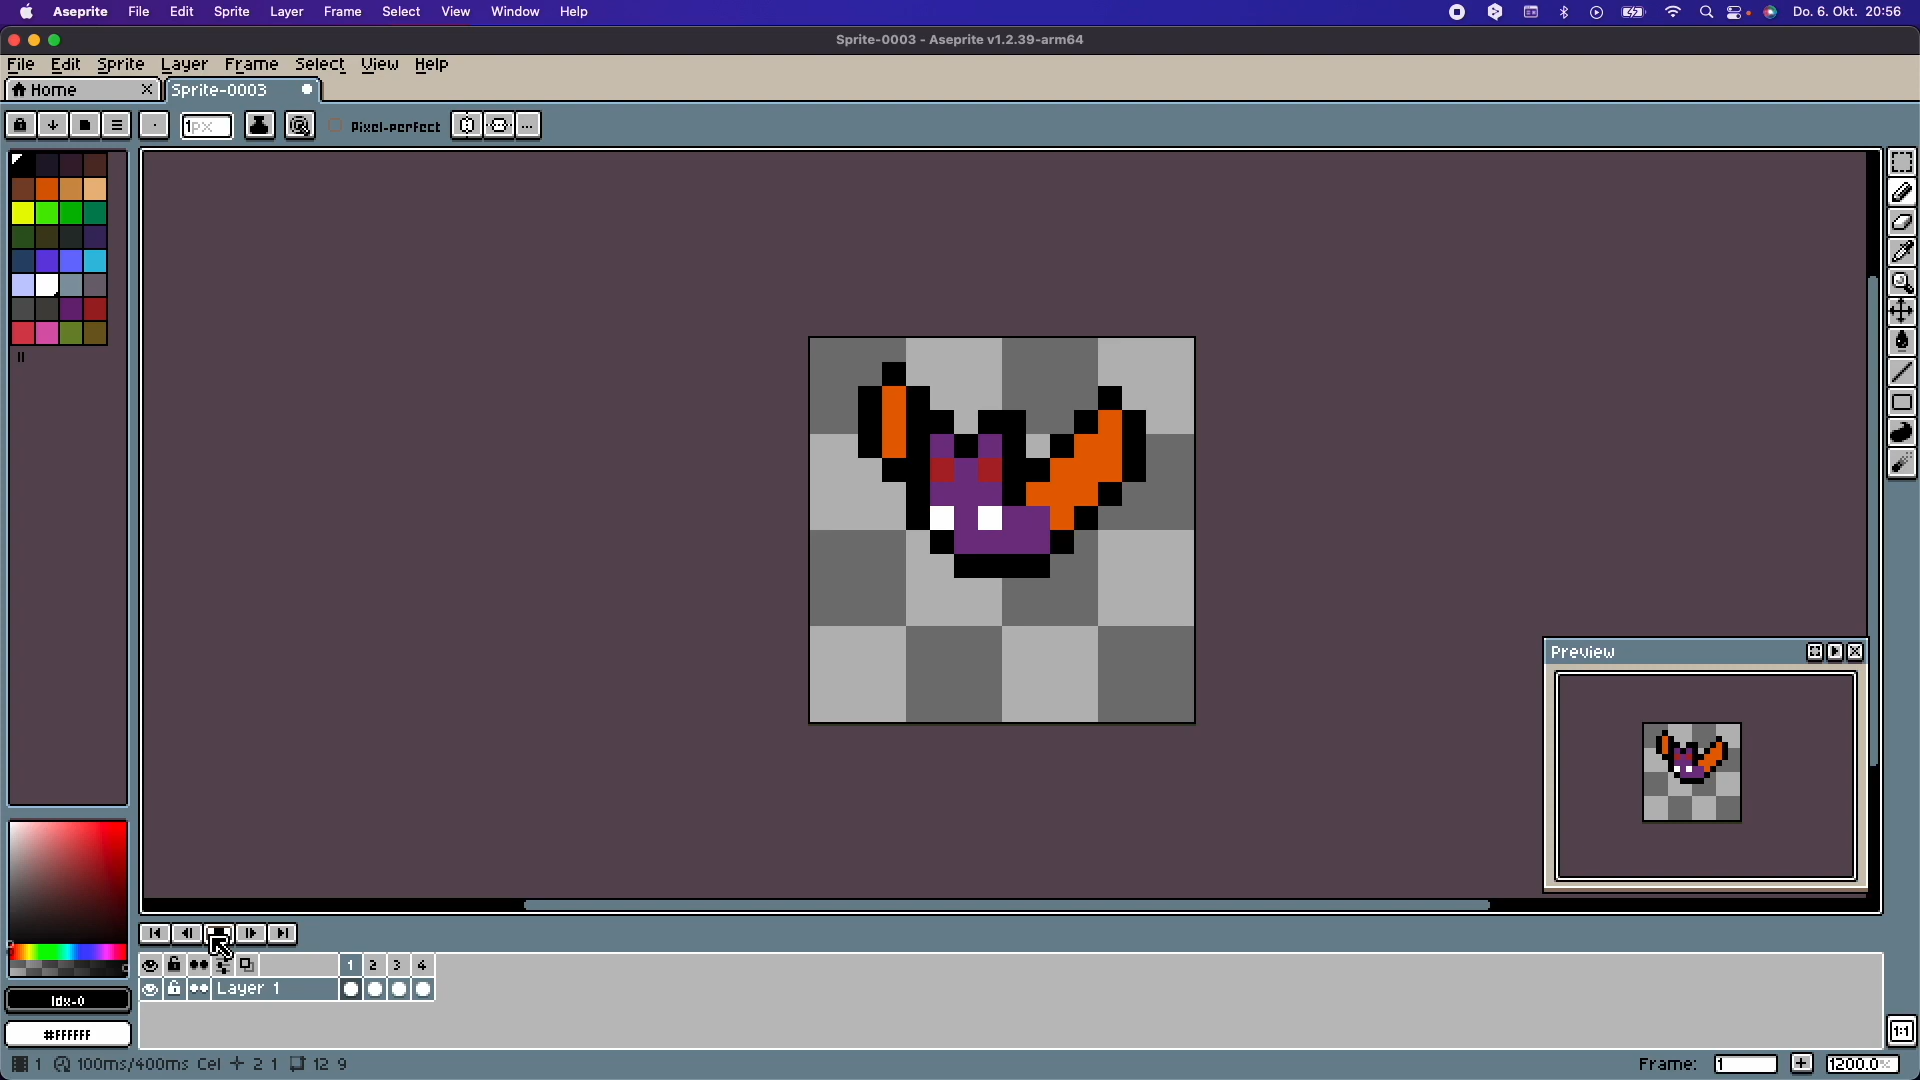 Aseprite File Edit Sprite Layer Frame Select View Window Help Do. 6. Okt. 20:56
Sprite-0003 - Aseprite v1.2.39-arm64
File Edit Sprite Layer Frame Select View Help
Home Sprite-0003
1px Pixel-perfect ...
Preview
1 2 3 4
Layer 1
Idx-0
#FFFFFF
1:1
1 100ms/400ms Cel 2 1 12 9 Frame: 1 + 1200.0%